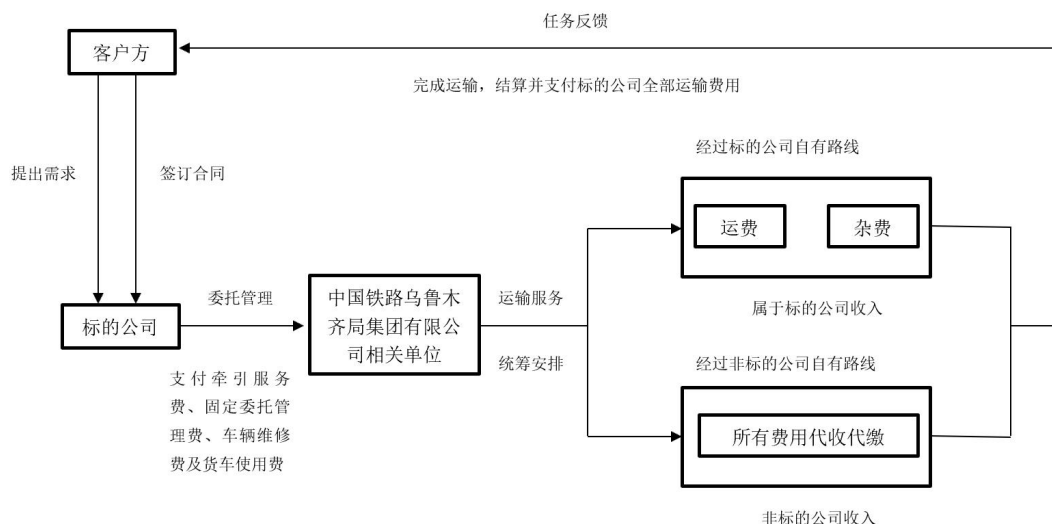 任务反馈
客户方
完成运输，结算并支付标的公司全部运输费用
经过标的公司自有路线
提出需求
签订合同
运费
杂费
委托管理
中国铁路乌鲁木
齐局集团有限公
司相关单位
运输服务
属于标的公司收入
标的公司
统筹安排
经过非标的公司自有路线
支付牵引服务
费、固定委托管
理费、车辆维修
费及货车使用费
所有费用代收代缴
非标的公司收入